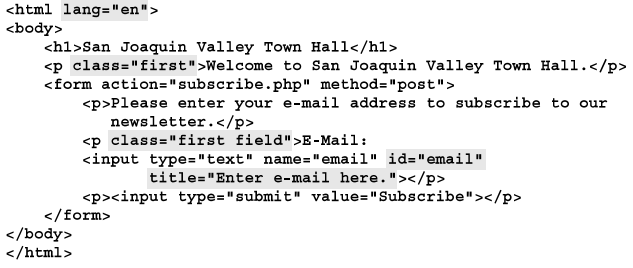 <html lang="en">
<body>
    <h1>San Joaquin Valley Town Hall</h1>
    <p class="first">Welcome to San Joaquin Valley Town Hall.</p>
    <form action="subscribe.php" method="post">
        <p>Please enter your e-mail address to subscribe to our
           newsletter.</p>
        <p class="first field">E-Mail:
        <input type="text" name="email" id="email"
               title="Enter e-mail here."></p>
        <p><input type="submit" value="Subscribe"></p>
    </form>
</body>
</html>